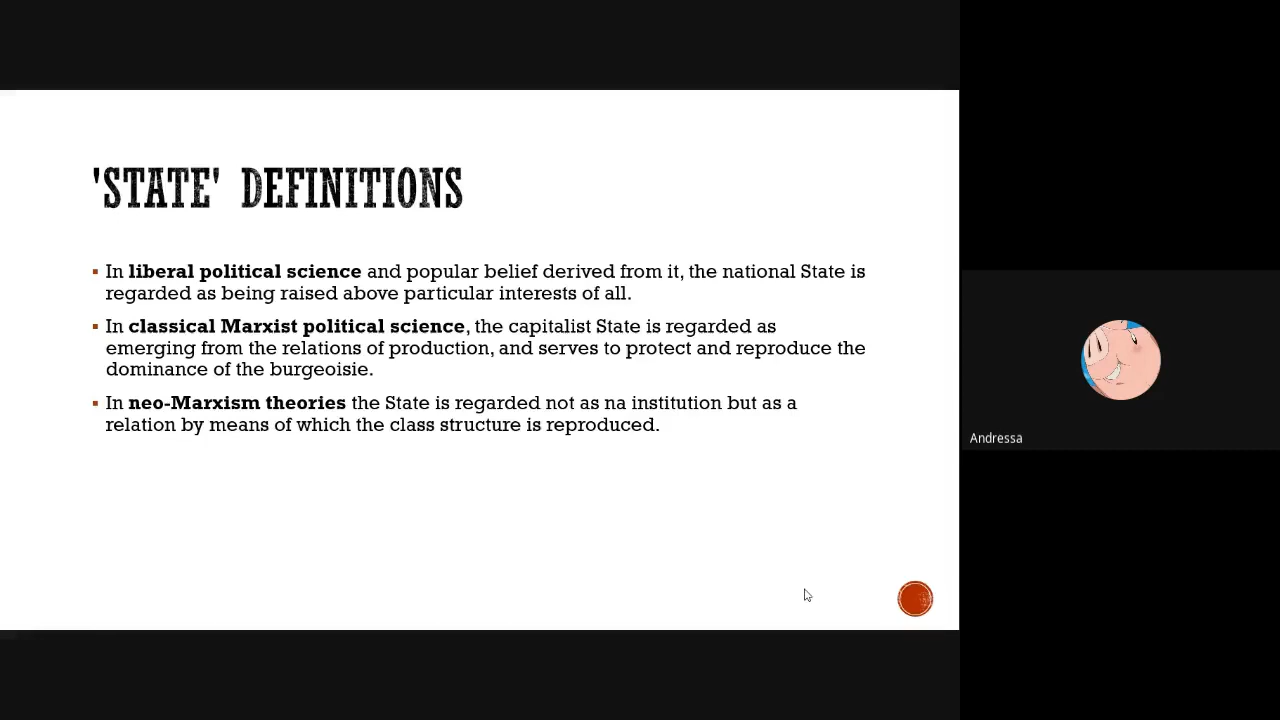 'STATE' DEFINITIONS
▪ In liberal political science and popular belief derived from it, the national State is
regarded as being raised above particular interests of all.
▪ In classical Marxist political science, the capitalist State is regarded as
emerging from the relations of production, and serves to protect and reproduce the
dominance of the burgeoisie.
▪ In neo-Marxism theories the State is regarded not as na institution but as a
relation by means of which the class structure is reproduced.
Andressa